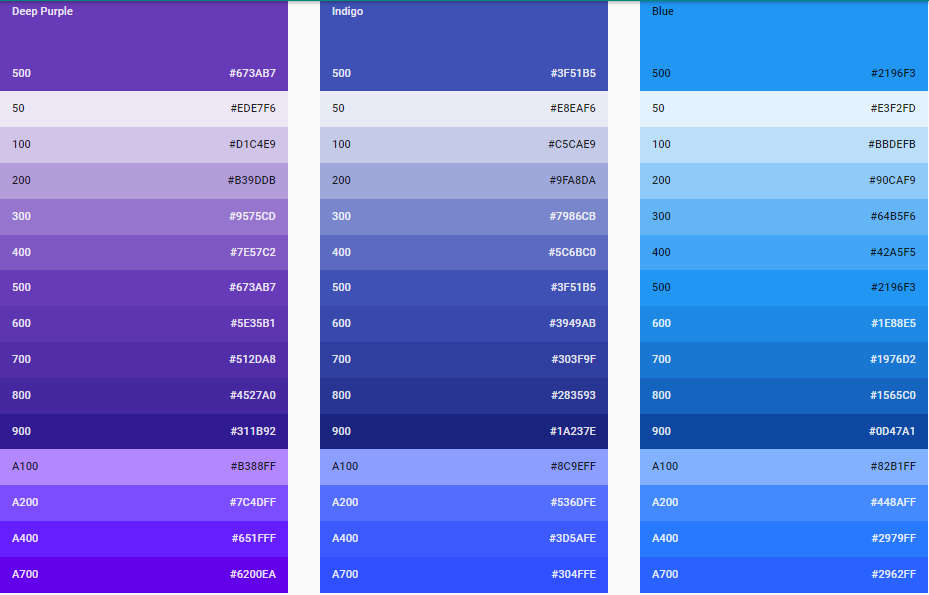 Deep Purple
500 #673AB7
50 #EDE7F6
100 #D1C4E9
200 #B39DDB
300 #9575CD
400 #7E57C2
500 #673AB7
600 #5E35B1
700 #512DA8
800 #4527A0
900 #311B92
A100 #B388FF
A200 #7C4DFF
A400 #651FFF
A700 #6200EA
Indigo
500 #3F51B5
50 #E8EAF6
100 #C5CAE9
200 #9FA8DA
300 #7986CB
400 #5C6BC0
500 #3F51B5
600 #3949AB
700 #303F9F
800 #283593
900 #1A237E
A100 #8C9EFF
A200 #536DFE
A400 #3D5AFE
A700 #304FFE
Blue
500 #2196F3
50 #E3F2FD
100 #BBDEFB
200 #90CAF9
300 #64B5F6
400 #42A5F5
500 #2196F3
600 #1E88E5
700 #1976D2
800 #1565C0
900 #0D47A1
A100 #82B1FF
A200 #448AFF
A400 #2979FF
A700 #2962FF